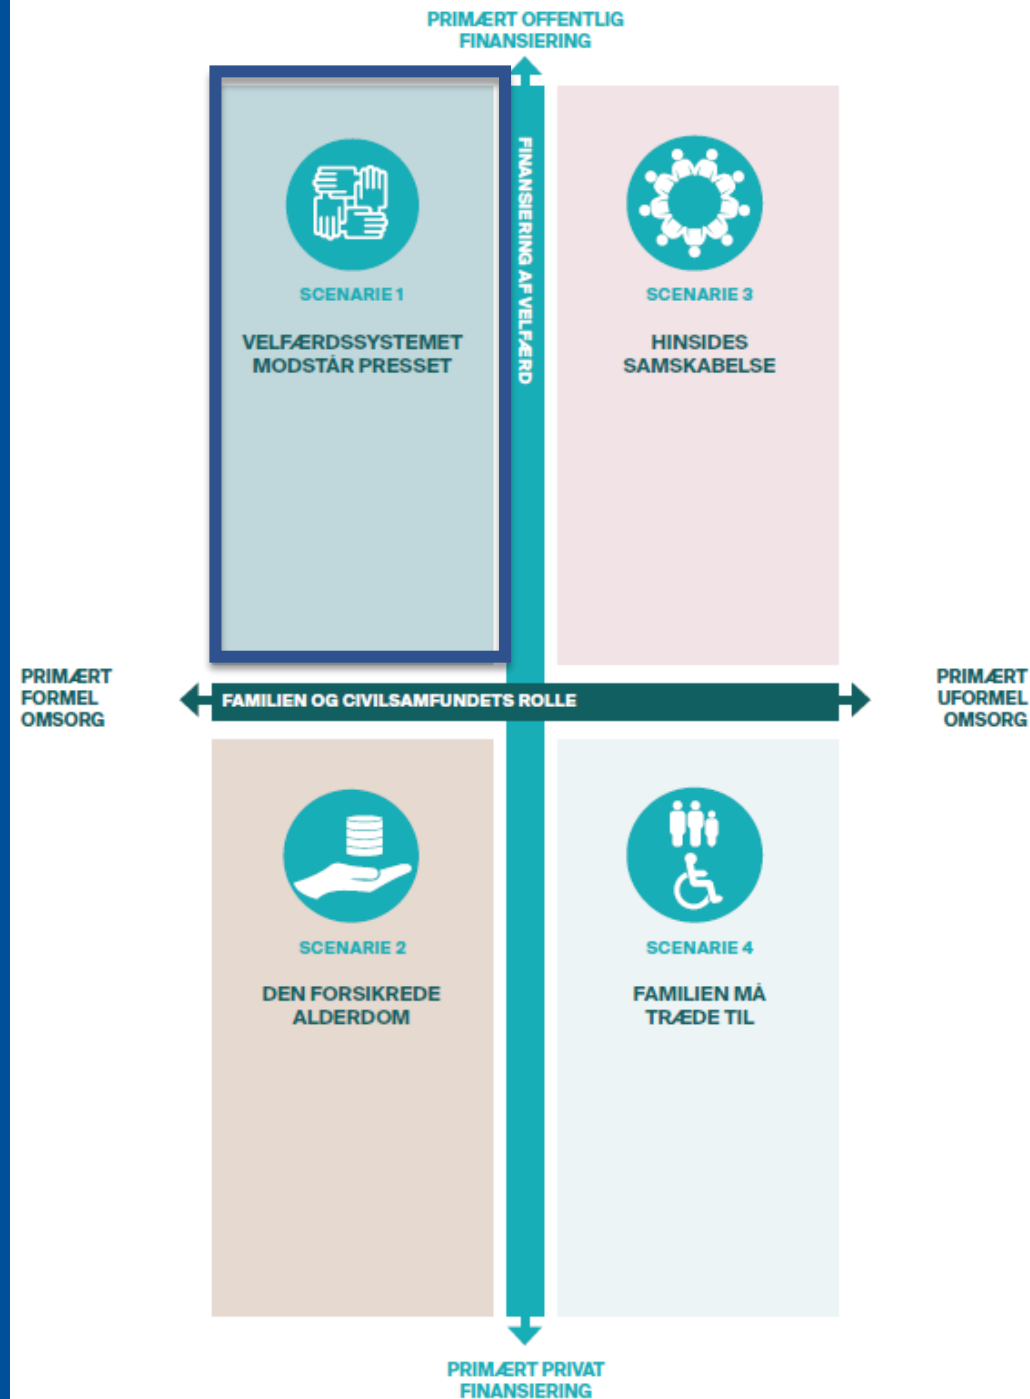 PRIMÆRT OFFENTLIG
FINANSIERING
FINANSIERING AF VELFÆRD
SCENARIE 1
VELFÆRDSSYSTEMET
MODSTÅR PRESSET
SCENARIE 3
HINSIDES
SAMSKABELSE
PRIMÆRT
FORMEL
OMSORG
FAMILIEN OG CIVILSAMFUNDETS ROLLE
PRIMÆRT
UFORMEL
OMSORG
SCENARIE 2
DEN FORSIKREDE
ALDERDOM
SCENARIE 4
FAMILIEN MÅ
TRÆDE TIL
PRIMÆRT PRIVAT
FINANSIERING